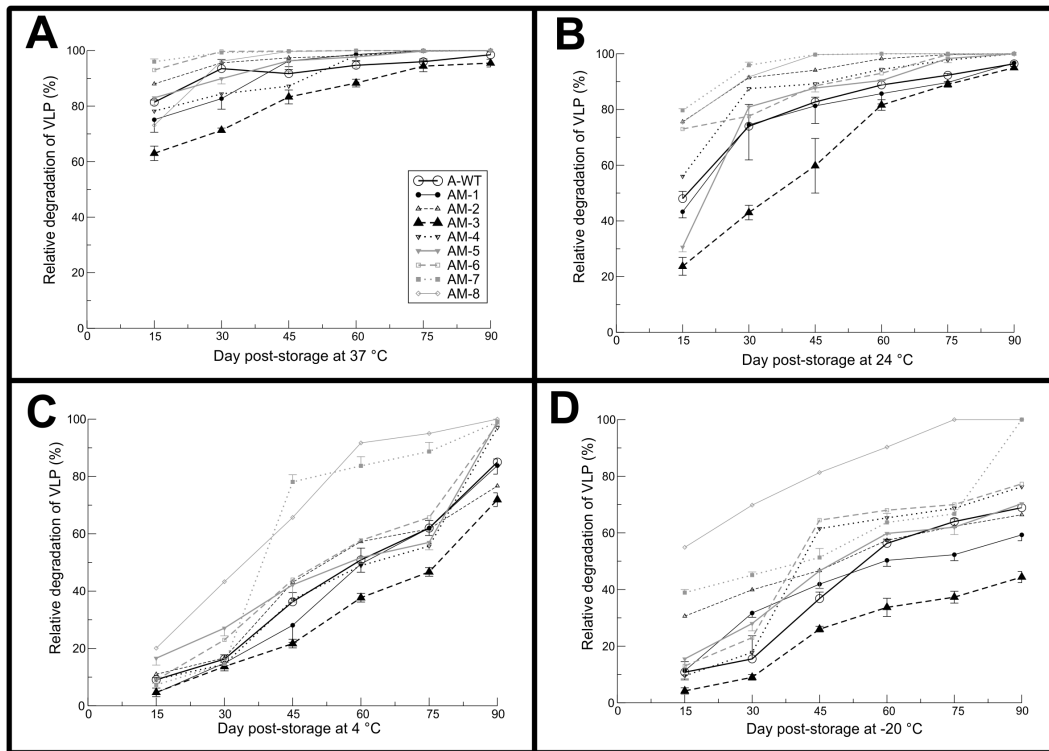 A
Relative degradation of VLP (%)
100
80
60
40
20
0
0 15 30 45 60 75 90
Day post-storage at 37 °C
A-WT
AM-1
AM-2
AM-3
AM-4
AM-5
AM-6
AM-7
AM-8
B
Relative degradation of VLP (%)
100
80
60
40
20
0
0 15 30 45 60 75 90
Day post-storage at 24 °C
C
Relative degradation of VLP (%)
100
80
60
40
20
0
0 15 30 45 60 75 90
Day post-storage at 4 °C
D
Relative degradation of VLP (%)
100
80
60
40
20
0
0 15 30 45 60 75 90
Day post-storage at -20 °C